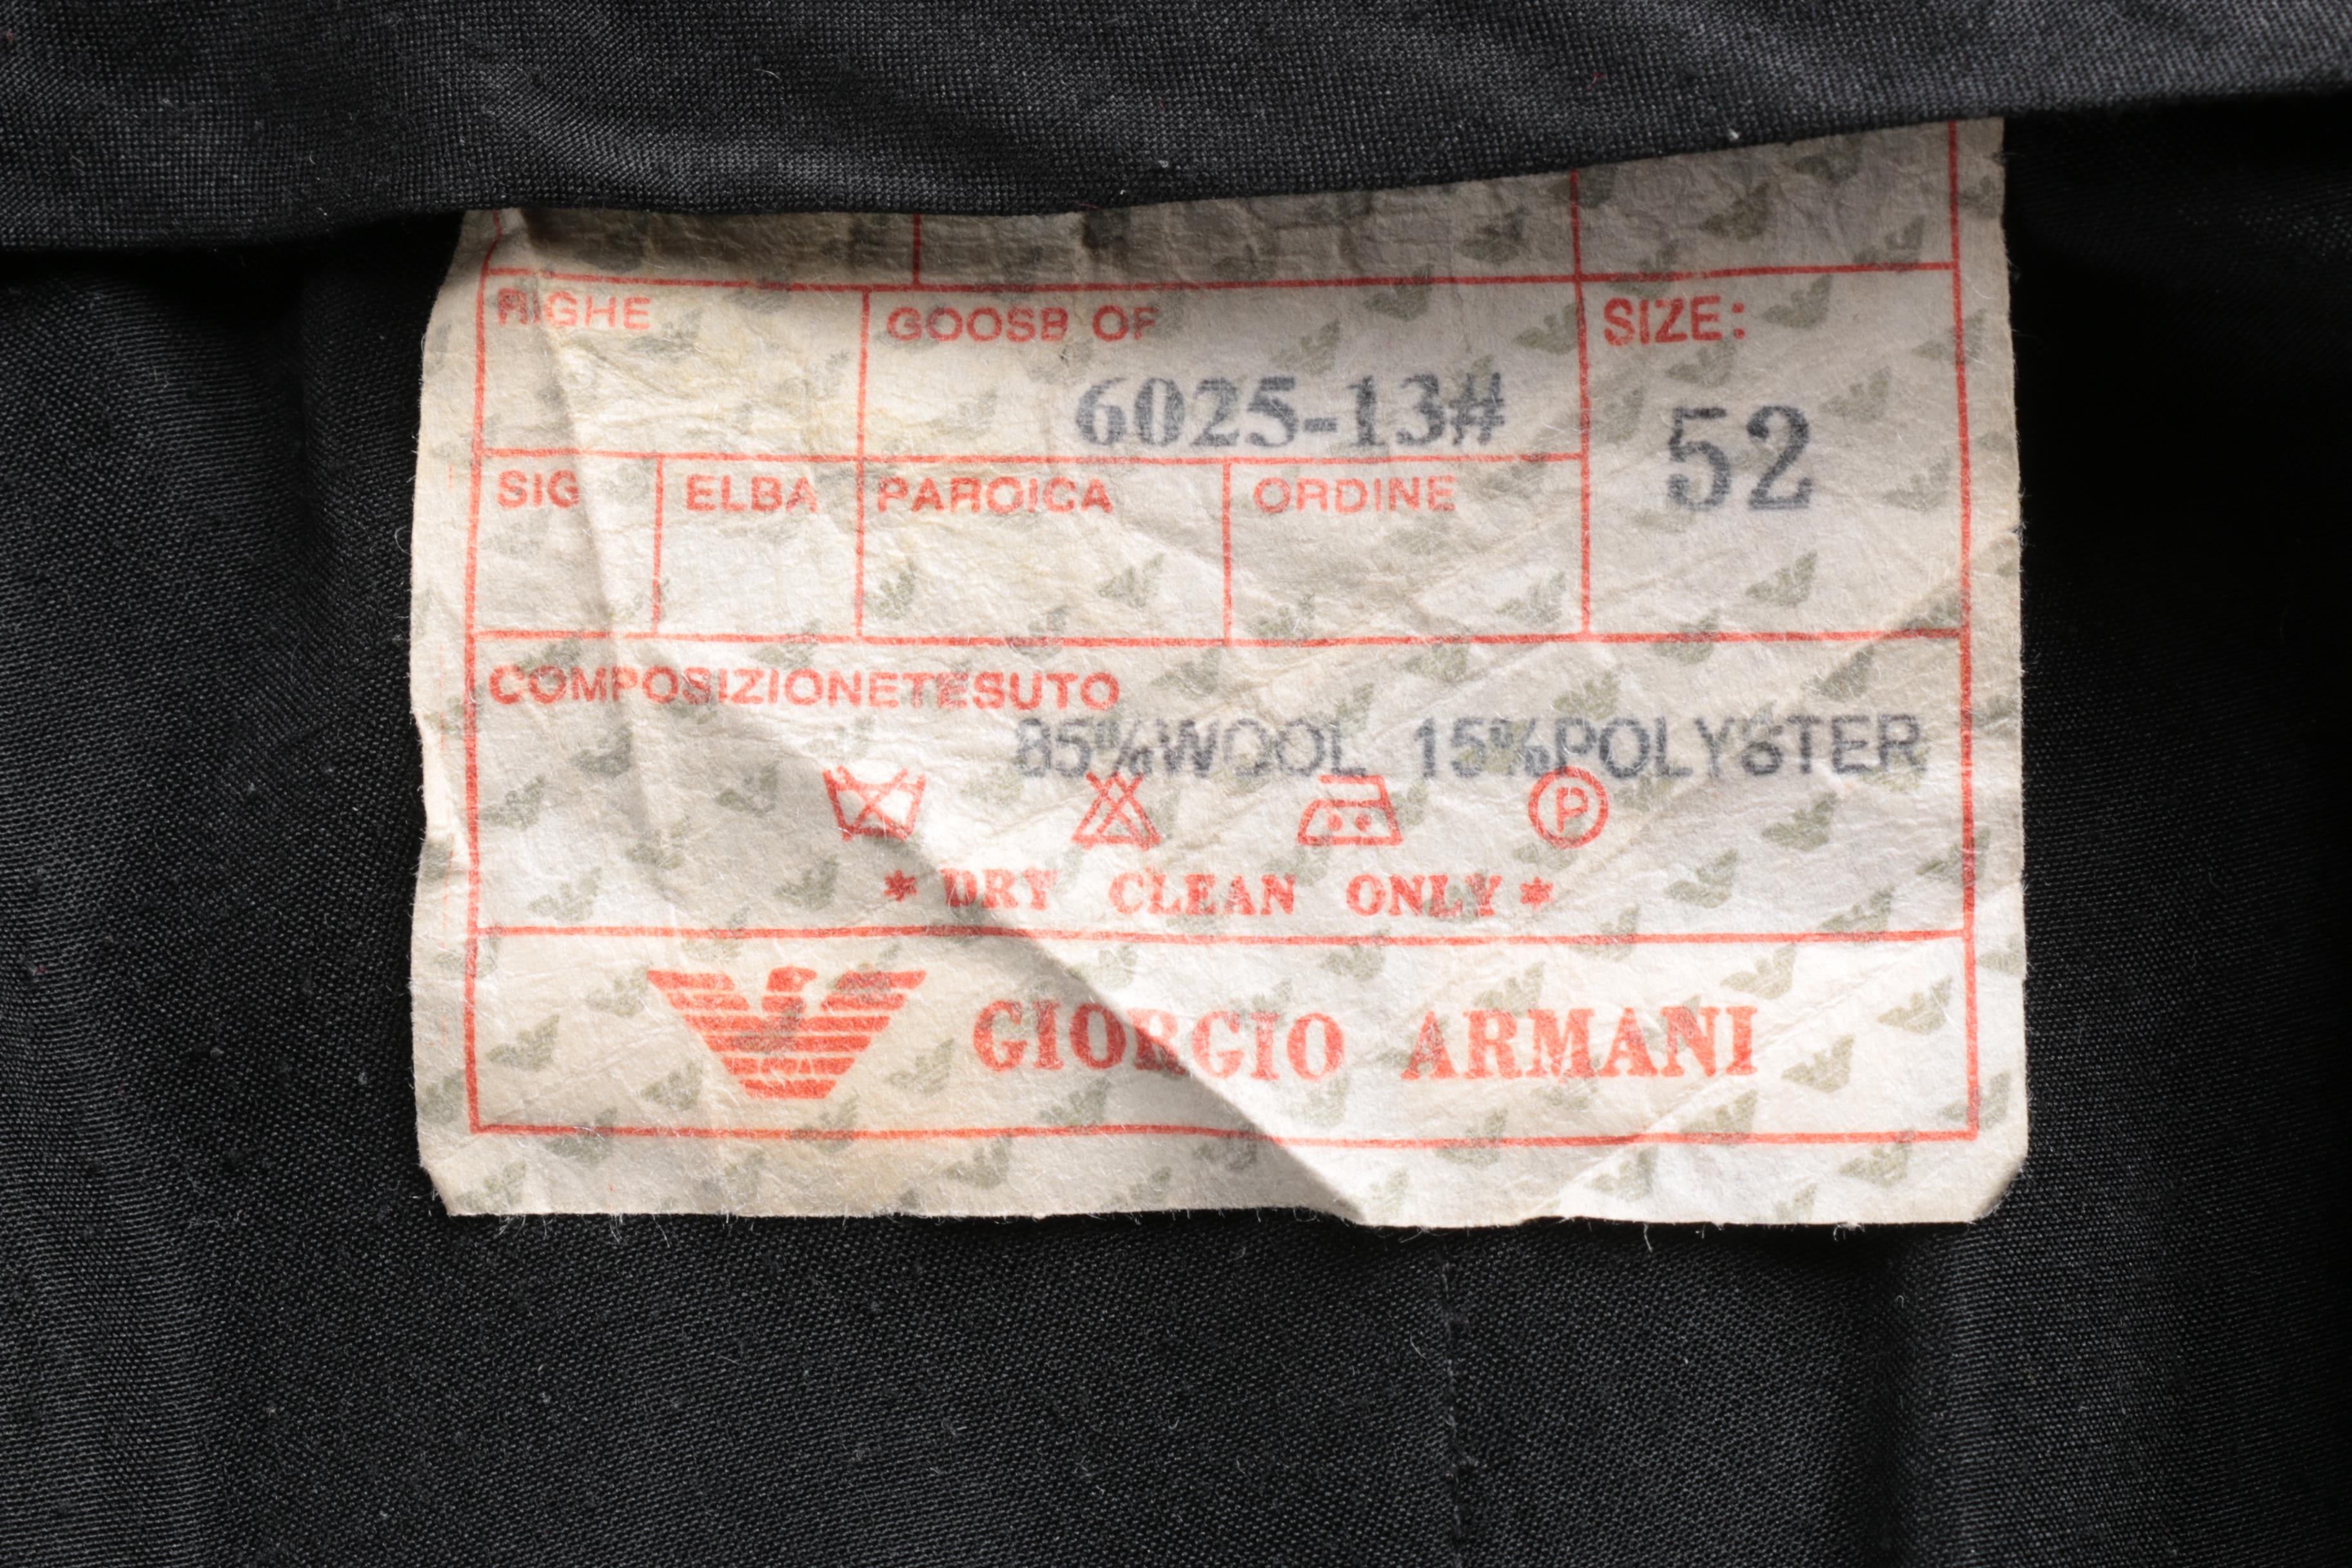 RIGHE GOOSB OF SIZE:
6025-13# 52
SIG ELBA PAROICA ORDINE
COMPOSIZIONETESUTO
85%WOOL 15%POLYSTER
P
* DRY CLEAN ONLY *
GIORGIO ARMANI